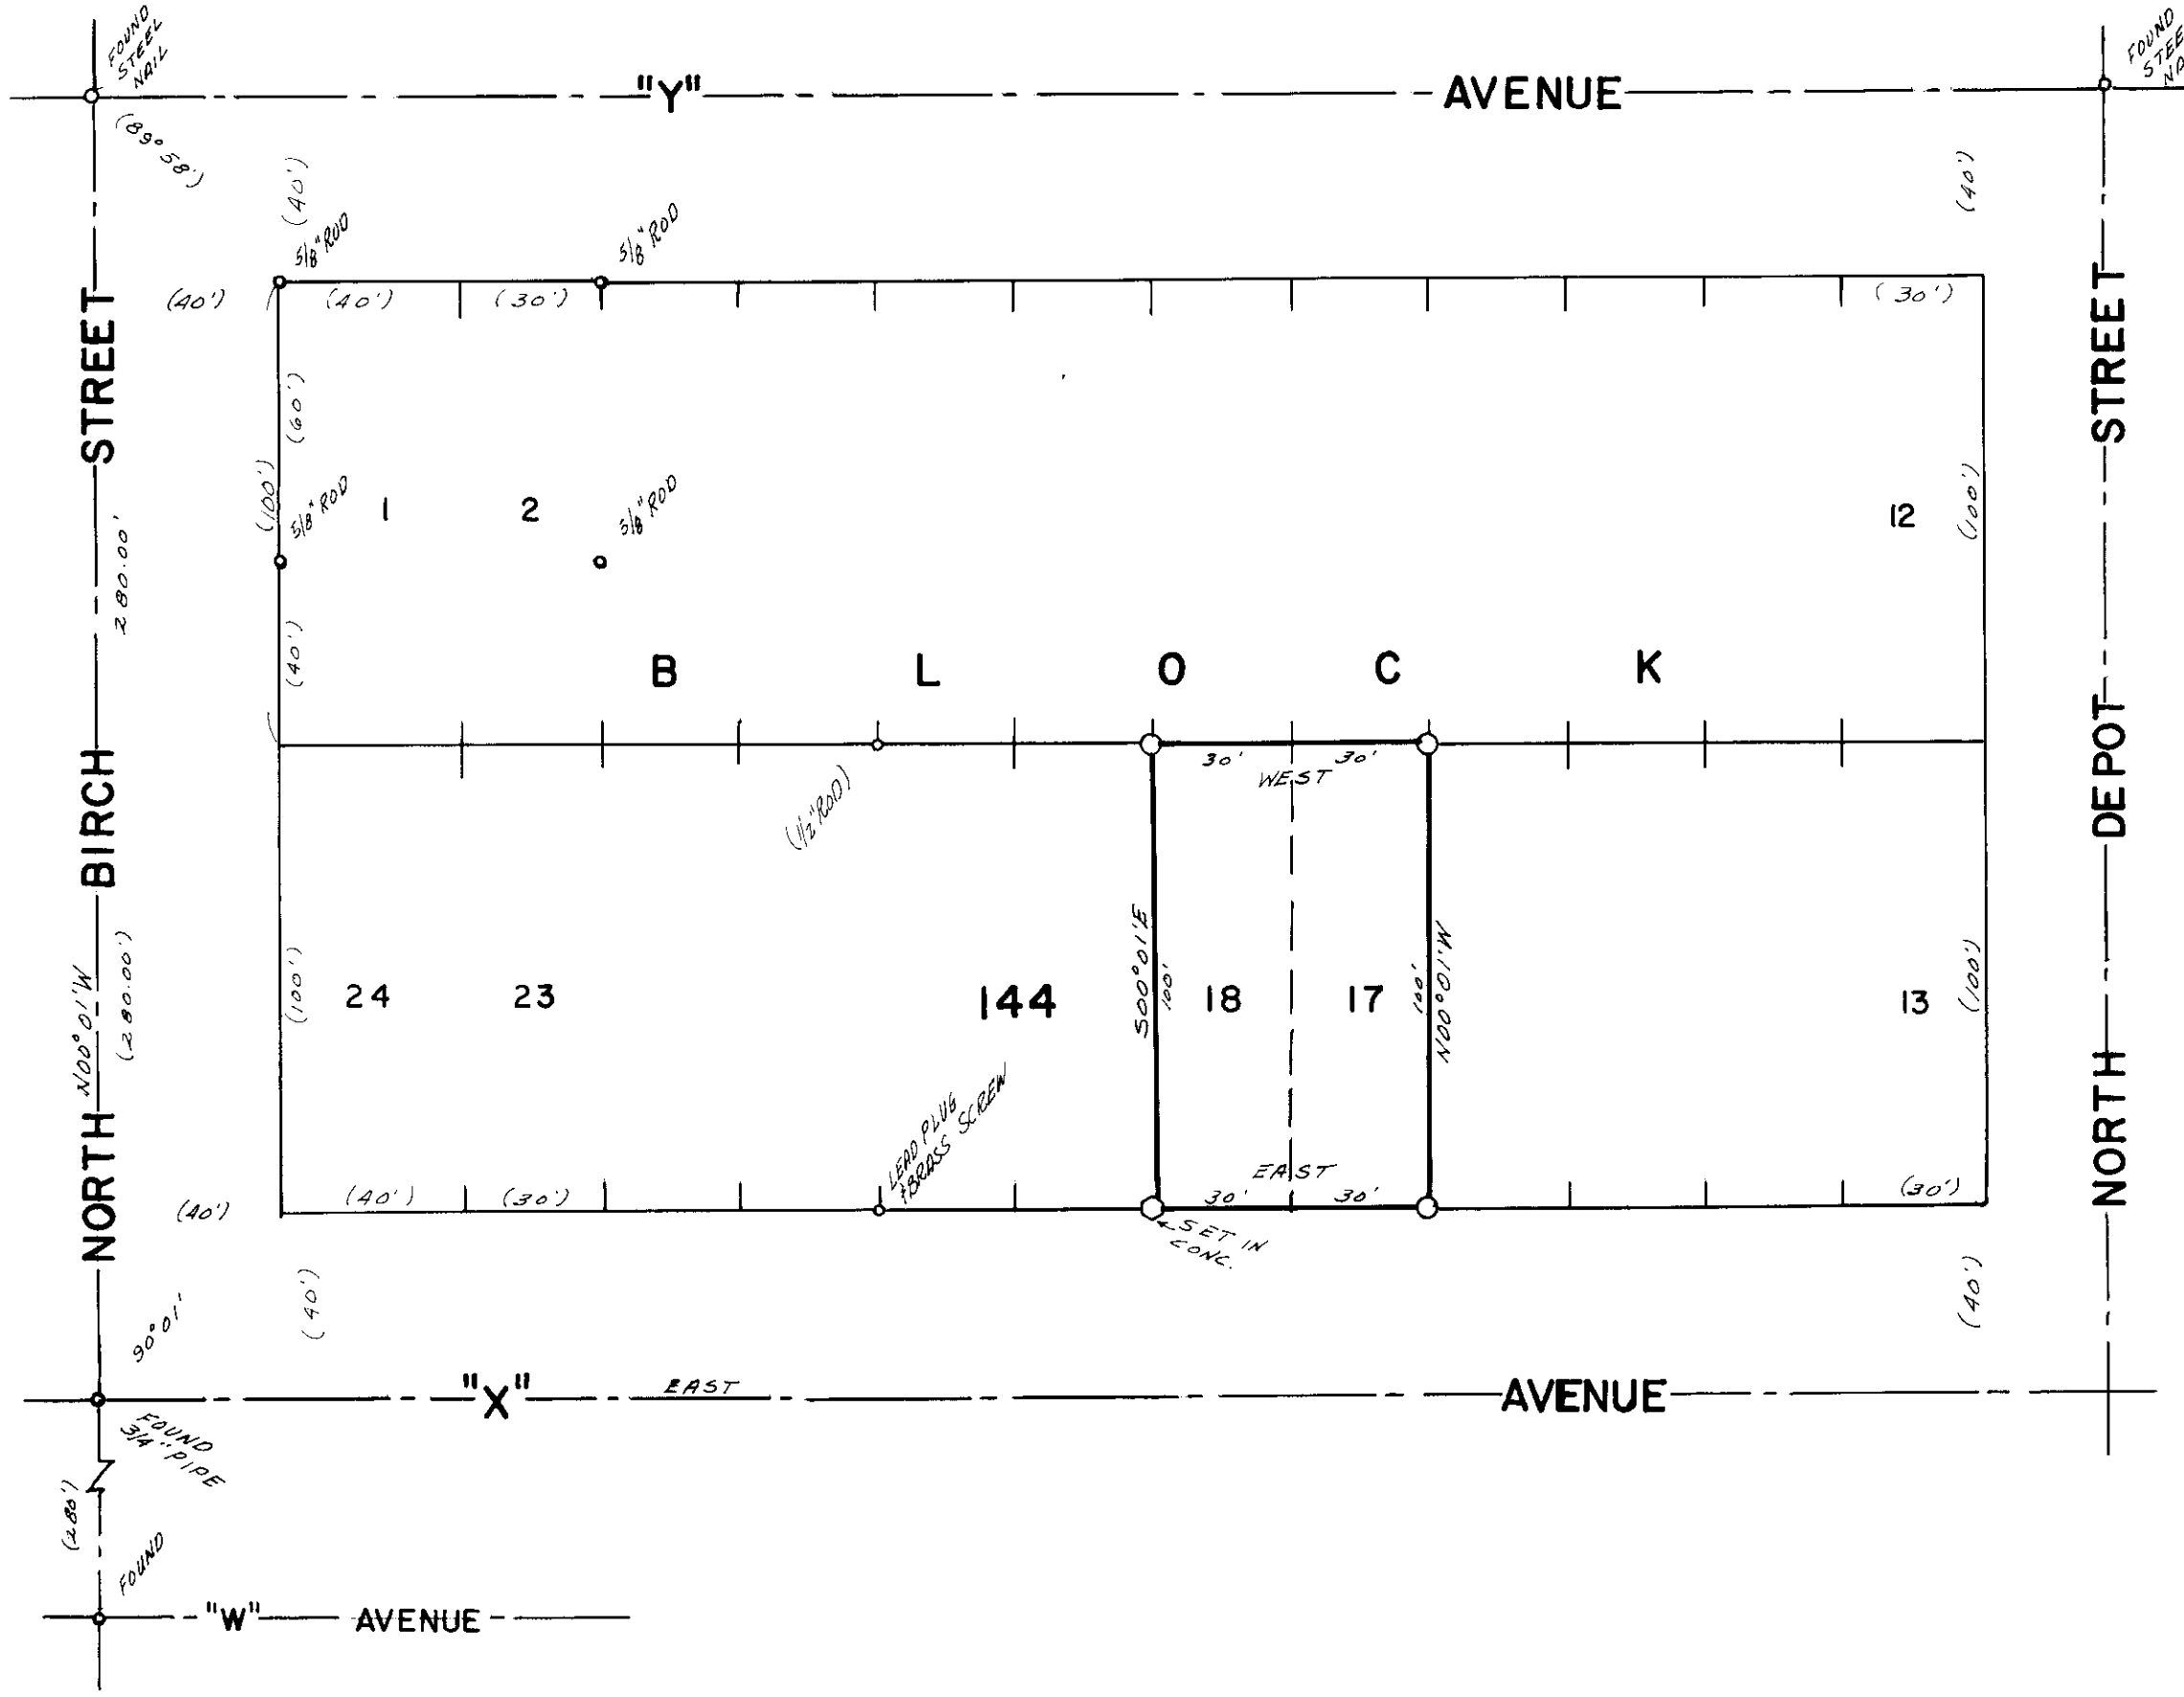 FOUND
STEEL
NAIL
FOUND
"Y" AVENUE
(89°58')
(40')
(40')
5/8" ROD
5/8" ROD
(40')
(40')
(30')
(30')
STREET
STREET
(60')
(100')
5/8" ROD
1
2
5/8" ROD
12
(100')
280.00'
(40')
B L O C K
30'
30'
WEST
(1/2" ROD)
NORTH BIRCH
NORTH DEPOT
N00°01'W
(280.00')
(100')
24
23
144
S00°01'E
100'
18
17
100'
N00°01'W
13
(100')
LEAD PLUG
& BRASS SCREW
EAST
(40')
(40')
(30')
30'
30'
(30')
SET IN
CONC.
(40')
(40')
90°01'
"X" EAST AVENUE
FOUND
3/4" PIPE
(280')
FOUND
"W" AVENUE